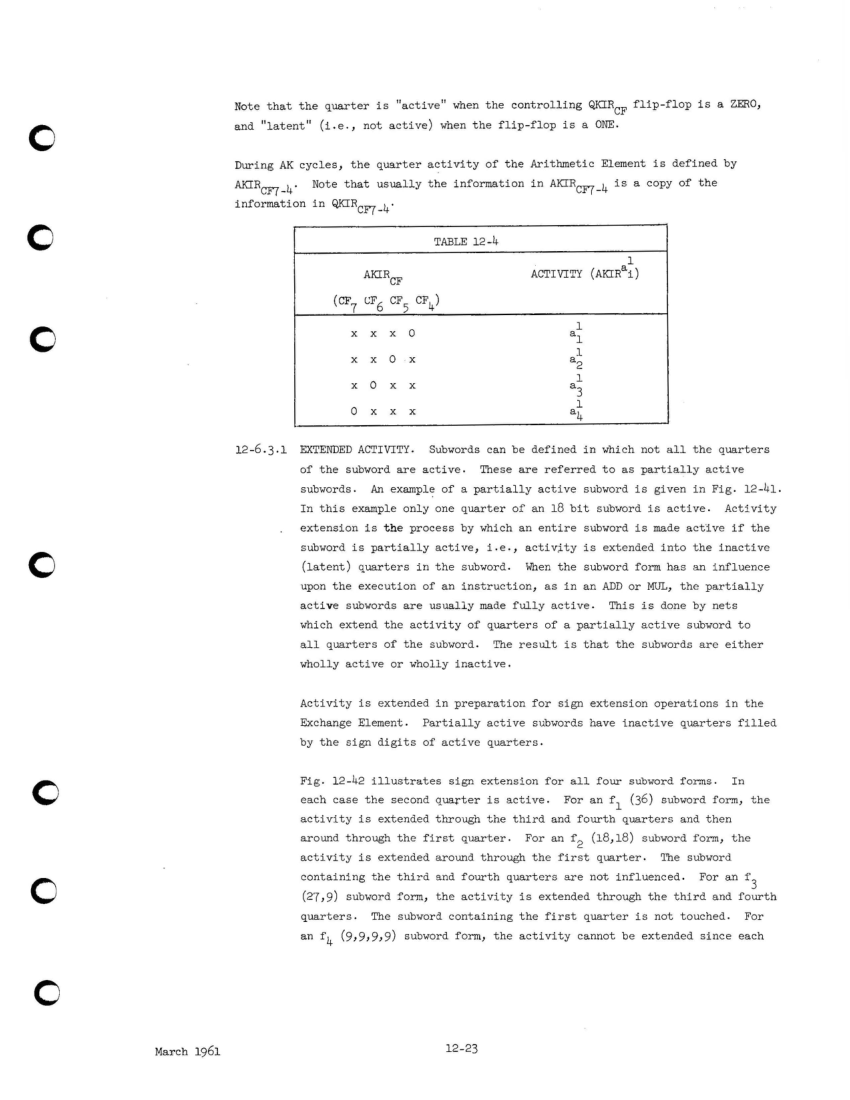 Note that the quarter is "active" when the controlling QKIR_CF flip-flop is a ZERO,
and "latent" (i.e., not active) when the flip-flop is a ONE.
During AK cycles, the quarter activity of the Arithmetic Element is defined by
AKIR_CF7-4. Note that usually the information in AKIR_CF7-4 is a copy of the
information in QKIR_CF7-4.
TABLE 12-4
AKIR_CF ACTIVITY (AKIR^a1_i)
(CF7 CF6 CF5 CF4)
x x x 0 a^1_1
x x 0 x a^1_2
x 0 x x a^1_3
0 x x x a^1_4
12-6.3.1 EXTENDED ACTIVITY. Subwords can be defined in which not all the quarters
of the subword are active. These are referred to as partially active
subwords. An example of a partially active subword is given in Fig. 12-41.
In this example only one quarter of an 18 bit subword is active. Activity
extension is the process by which an entire subword is made active if the
subword is partially active, i.e., activity is extended into the inactive
(latent) quarters in the subword. When the subword form has an influence
upon the execution of an instruction, as in an ADD or MUL, the partially
active subwords are usually made fully active. This is done by nets
which extend the activity of quarters of a partially active subword to
all quarters of the subword. The result is that the subwords are either
wholly active or wholly inactive.
Activity is extended in preparation for sign extension operations in the
Exchange Element. Partially active subwords have inactive quarters filled
by the sign digits of active quarters.
Fig. 12-42 illustrates sign extension for all four subword forms. In
each case the second quarter is active. For an f1 (36) subword form, the
activity is extended through the third and fourth quarters and then
around through the first quarter. For an f2 (18,18) subword form, the
activity is extended around through the first quarter. The subword
containing the third and fourth quarters are not influenced. For an f3
(27,9) subword form, the activity is extended through the third and fourth
quarters. The subword containing the first quarter is not touched. For
an f4 (9,9,9,9) subword form, the activity cannot be extended since each
March 1961 12-23